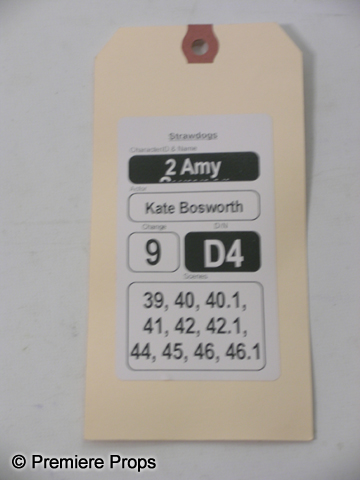 Strawdogs
Character/ID & Name
2 Amy
Actor
Kate Bosworth
Change
D/N
9
D4
Scenes
39, 40, 40.1,
41, 42, 42.1,
44, 45, 46, 46.1
© Premiere Props